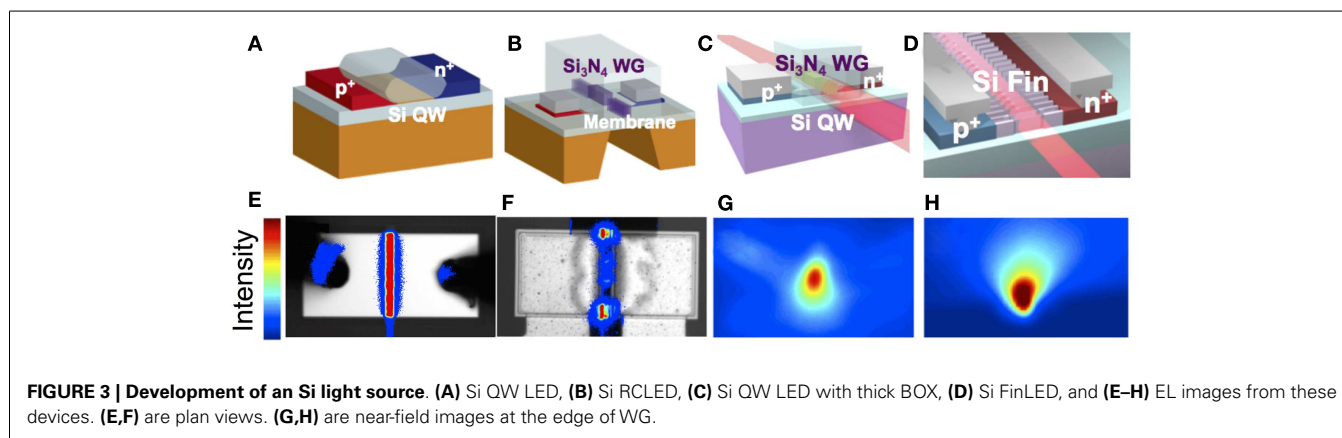 A
B
C
D
p+
n+
Si QW
Si3N4 WG
Membrane
Si3N4 WG
p+
n+
Si QW
Si Fin
p+
n+
E
F
G
H
Intensity
FIGURE 3 | Development of an Si light source. (A) Si QW LED, (B) Si RCLED, (C) Si QW LED with thick BOX, (D) Si FinLED, and (E–H) EL images from these
devices. (E,F) are plan views. (G,H) are near-field images at the edge of WG.